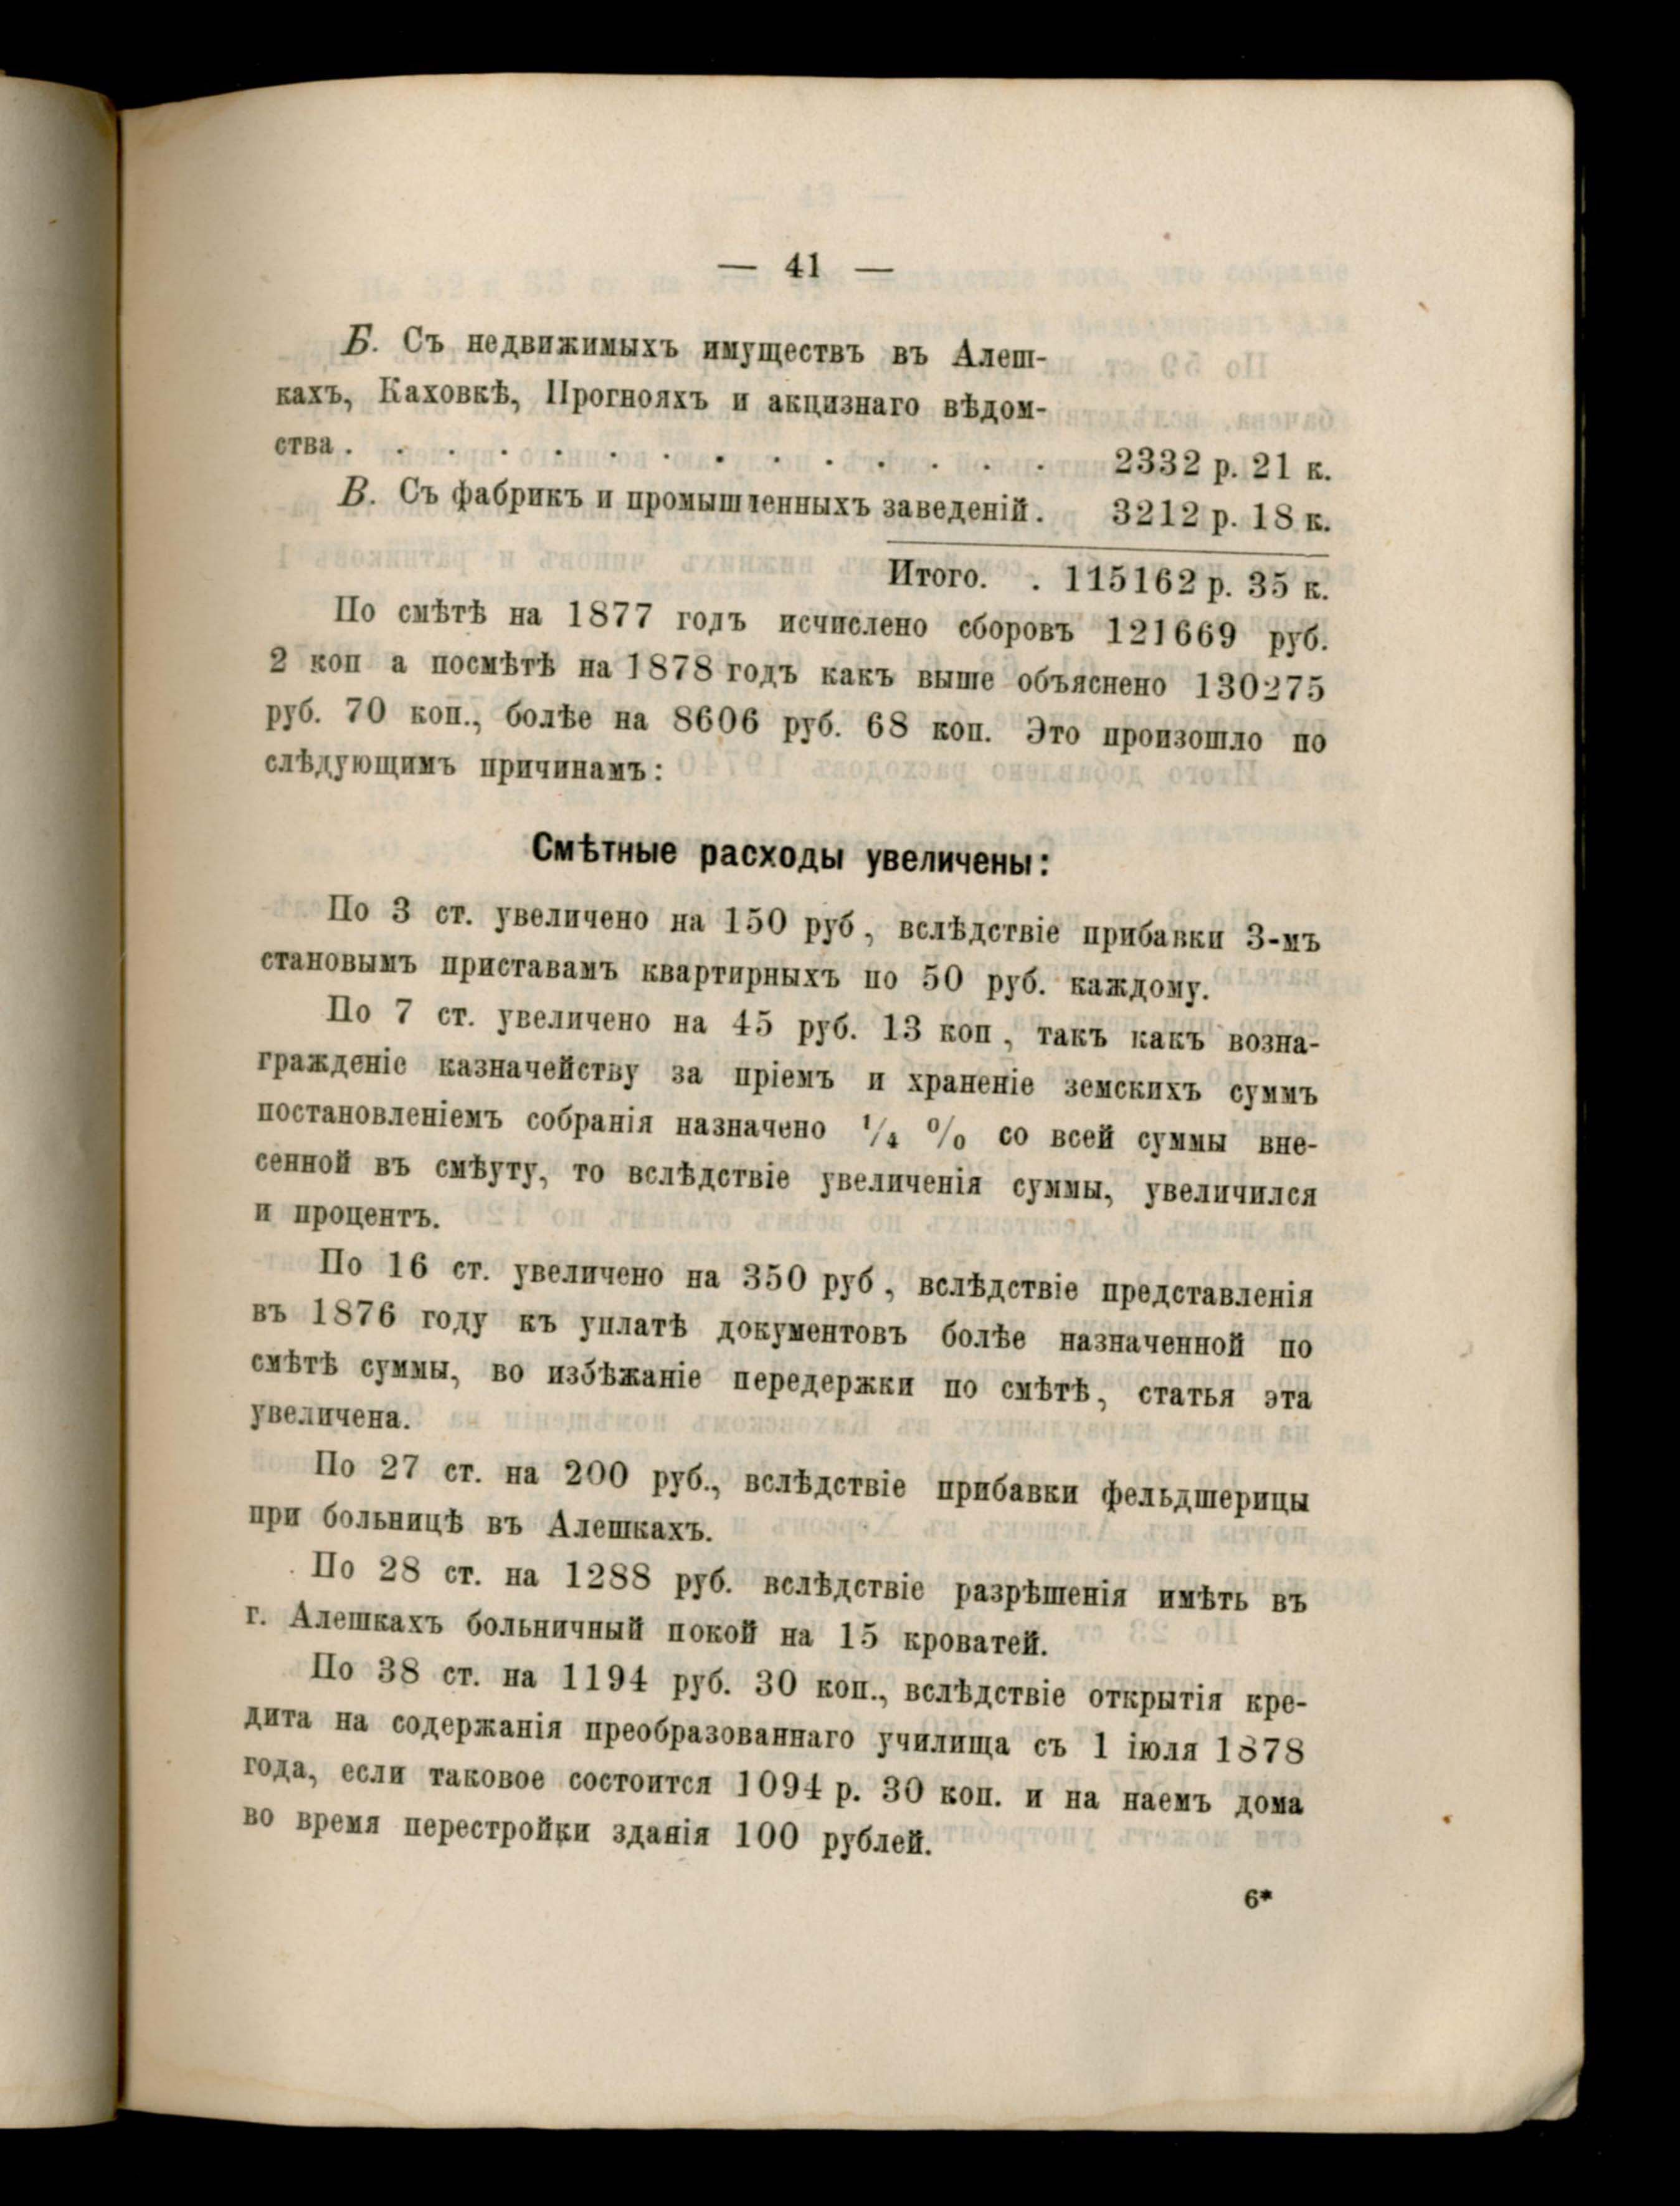 — 41 —
Б. Съ недвижимыхъ имуществъ въ Алеш-
кахъ, Каховкѣ, Прогнояхъ и акцизнаго вѣдом-
ства . . . . . . . . . . . . . . 2332 р. 21 к.
В. Съ фабрикъ и промышленныхъ заведеній. 3212 р. 18 к.
Итого. . 115162 р. 35 к.
По смѣтѣ на 1877 годъ исчислено сборовъ 121669 руб.
2 коп а посмѣтѣ на 1878 годъ какъ выше объяснено 130275
руб. 70 коп., болѣе на 8606 руб. 68 коп. Это произошло по
слѣдующимъ причинамъ:
Смѣтные расходы увеличены:
По 3 ст. увеличено на 150 руб, вслѣдствіе прибавки 3-мъ
становымъ приставамъ квартирныхъ по 50 руб. каждому.
По 7 ст. увеличено на 45 руб. 13 коп, такъ какъ возна-
гражденіе казначейству за пріемъ и храненіе земскихъ суммъ
постановленіемъ собранія назначено ¼ % со всей суммы вне-
сенной въ смѣуту, то вслѣдствіе увеличенія суммы, увеличился
и процентъ.
По 16 ст. увеличено на 350 руб, вслѣдствіе представленія
въ 1876 году къ уплатѣ документовъ болѣе назначенной по
смѣтѣ суммы, во избѣжаніе передержки по смѣтѣ, статья эта
увеличена.
По 27 ст. на 200 руб., вслѣдствіе прибавки фельдшерицы
при больницѣ въ Алешкахъ.
По 28 ст. на 1288 руб. вслѣдствіе разрѣшенія имѣть въ
г. Алешкахъ больничный покой на 15 кроватей.
По 38 ст. на 1194 руб. 30 коп., вслѣдствіе открытія кре-
дита на содержанія преобразованнаго училища съ 1 іюля 1878
года, если таковое состоится 1094 р. 30 коп. и на наемъ дома
во время перестройки зданія 100 рублей.
6*